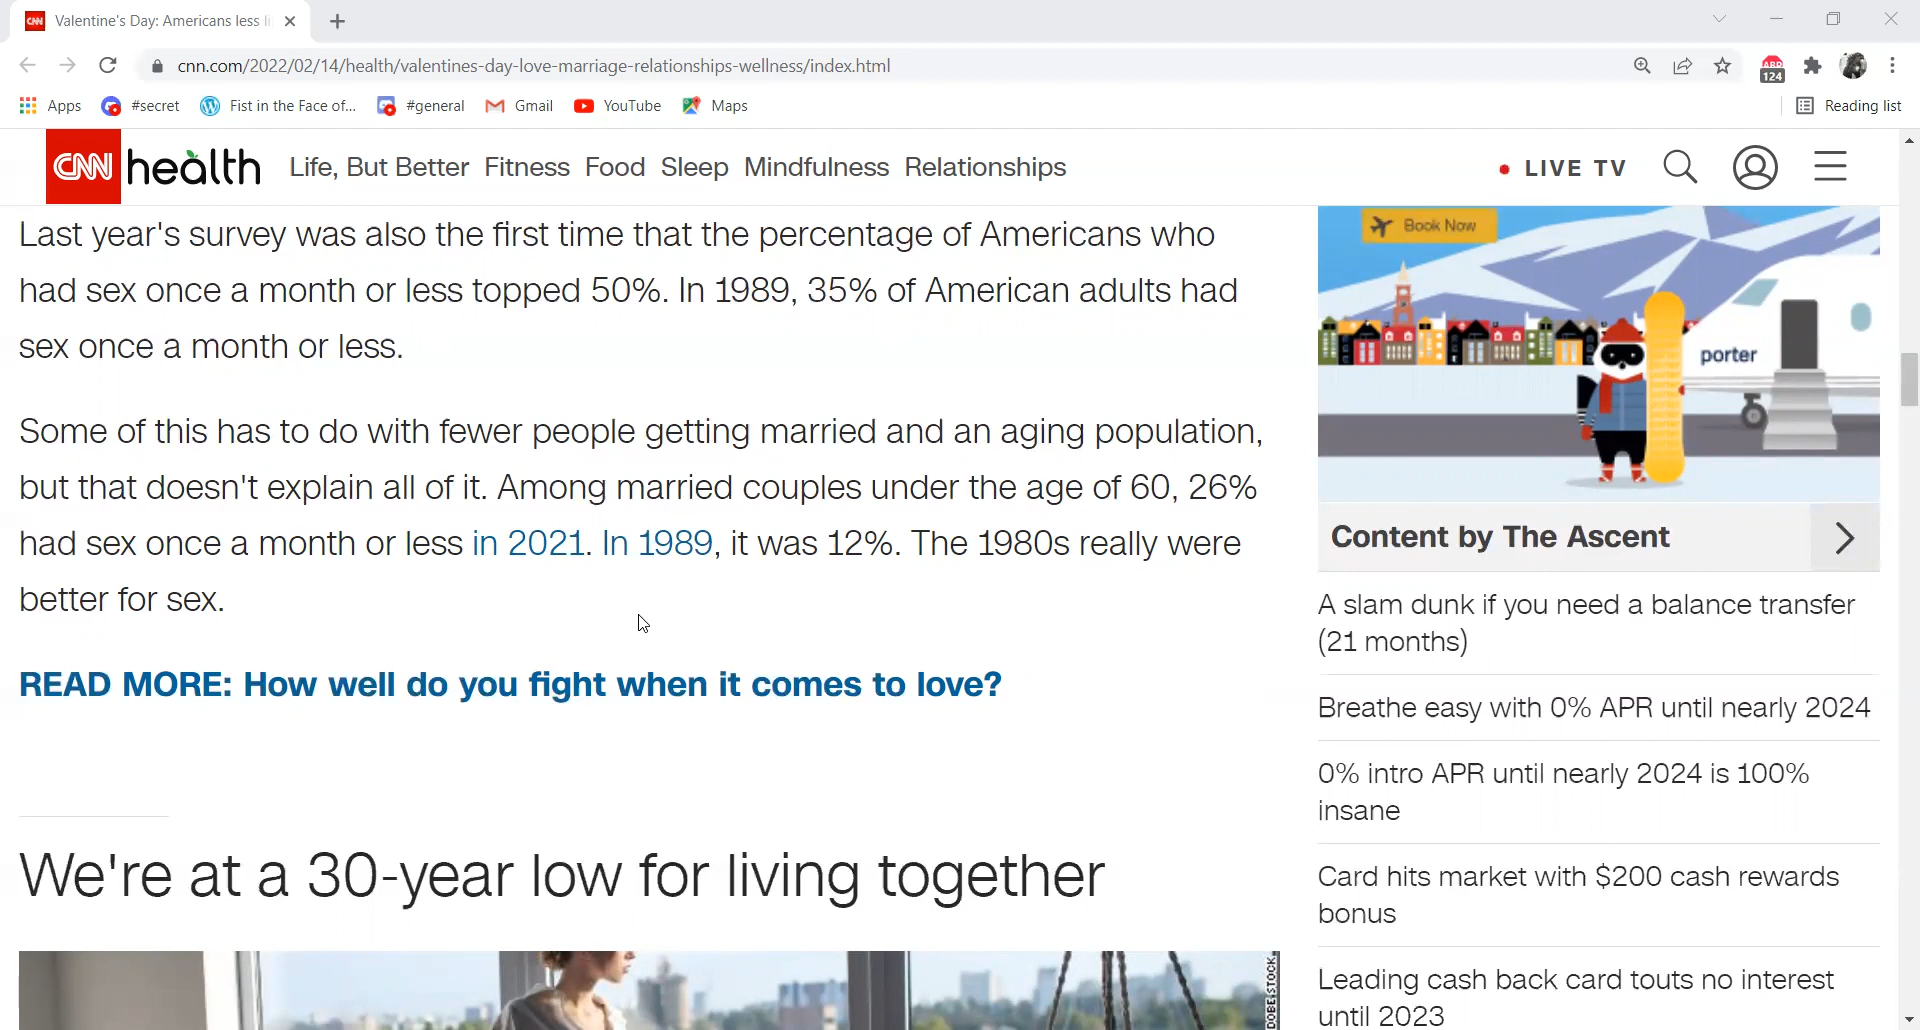 CNN
Valentine's Day: Americans less li
cnn.com/2022/02/14/health/valentines-day-love-marriage-relationships-wellness/index.html
ABP
124
Apps
#secret
Fist in the Face of...
#general
Gmail
YouTube
Maps
Reading list
CNN health
Life, But Better Fitness Food Sleep Mindfulness Relationships
LIVE TV
Last year's survey was also the first time that the percentage of Americans who
had sex once a month or less topped 50%. In 1989, 35% of American adults had
sex once a month or less.
Some of this has to do with fewer people getting married and an aging population,
but that doesn't explain all of it. Among married couples under the age of 60, 26%
had sex once a month or less in 2021. In 1989, it was 12%. The 1980s really were
better for sex.
READ MORE: How well do you fight when it comes to love?
We're at a 30-year low for living together
DOBE STOCK
Book Now
porter
Content by The Ascent
A slam dunk if you need a balance transfer
(21 months)
Breathe easy with 0% APR until nearly 2024
0% intro APR until nearly 2024 is 100%
insane
Card hits market with $200 cash rewards
bonus
Leading cash back card touts no interest
until 2023